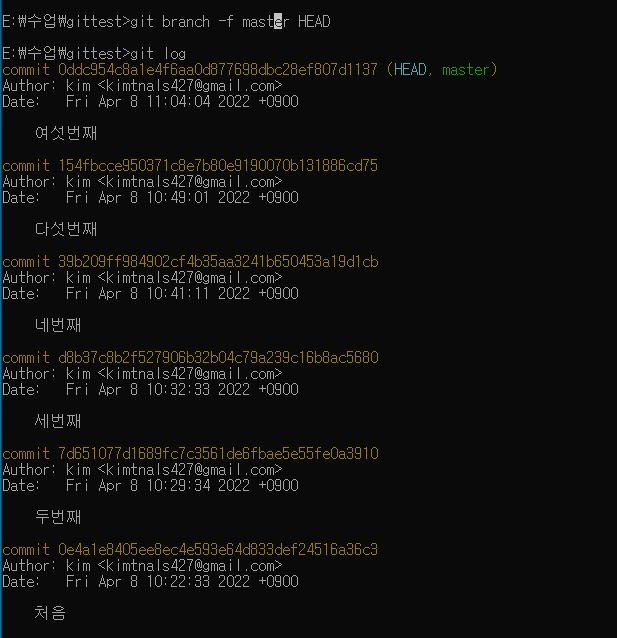 E:₩수업₩gittest>git branch -f master HEAD
E:₩수업₩gittest>git log
commit 0ddc954c8a1e4f6aa0d877698dbc28ef807d1137 (HEAD, master)
Author: kim <kimtnals427@gmail.com>
Date:   Fri Apr 8 11:04:04 2022 +0900
여섯번째
commit 154fbcce950371c8e7b80e9190070b131886cd75
Author: kim <kimtnals427@gmail.com>
Date:   Fri Apr 8 10:49:01 2022 +0900
다섯번째
commit 39b209ff984902cf4b35aa3241b650453a19d1cb
Author: kim <kimtnals427@gmail.com>
Date:   Fri Apr 8 10:41:11 2022 +0900
네번째
commit d8b37c8b2f527906b32b04c79a239c16b8ac5680
Author: kim <kimtnals427@gmail.com>
Date:   Fri Apr 8 10:32:33 2022 +0900
세번째
commit 7d651077d1689fc7c3561de6fbae5e55fe0a3910
Author: kim <kimtnals427@gmail.com>
Date:   Fri Apr 8 10:29:34 2022 +0900
두번째
commit 0e4a1e8405ee8ec4e593e64d833def24516a36c3
Author: kim <kimtnals427@gmail.com>
Date:   Fri Apr 8 10:22:33 2022 +0900
처음